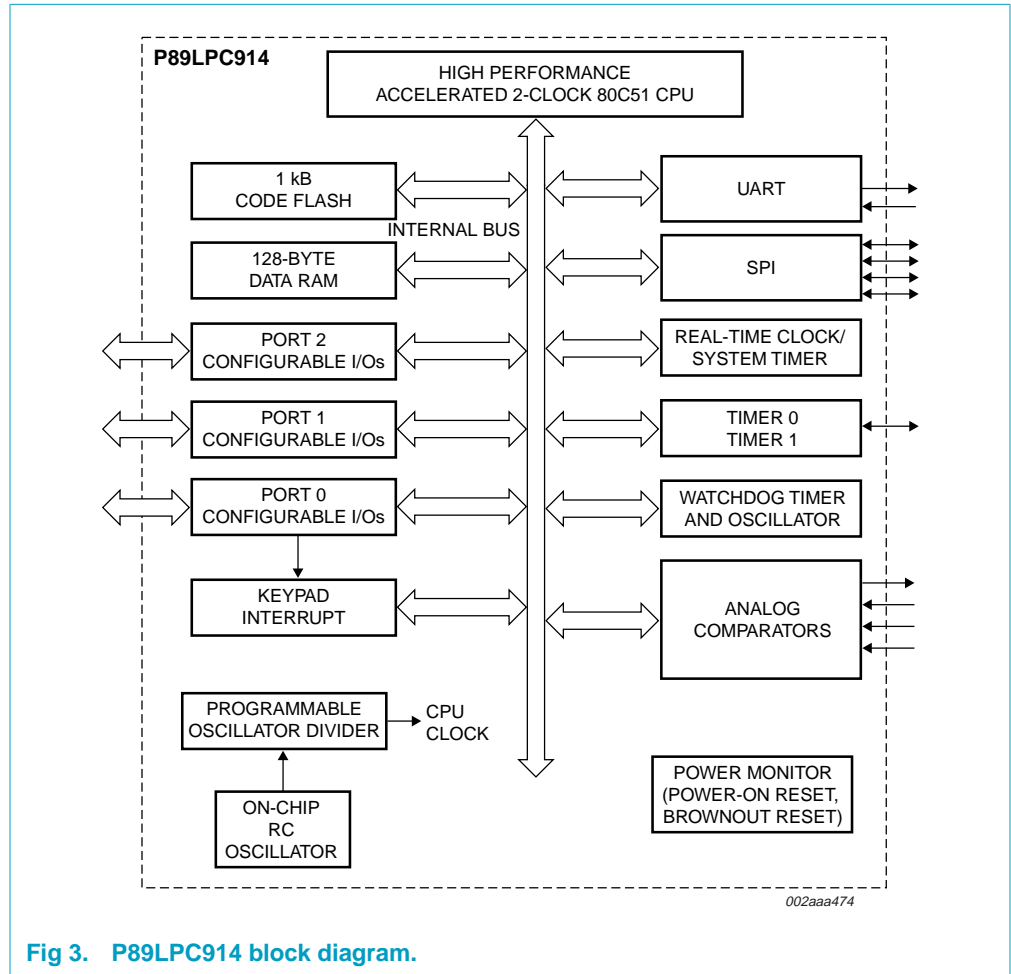 P89LPC914
HIGH PERFORMANCE
ACCELERATED 2-CLOCK 80C51 CPU
1 kB
CODE FLASH
UART
INTERNAL BUS
128-BYTE
DATA RAM
SPI
PORT 2
CONFIGURABLE I/Os
REAL-TIME CLOCK/
SYSTEM TIMER
PORT 1
CONFIGURABLE I/Os
TIMER 0
TIMER 1
PORT 0
CONFIGURABLE I/Os
WATCHDOG TIMER
AND OSCILLATOR
KEYPAD
INTERRUPT
ANALOG
COMPARATORS
PROGRAMMABLE
OSCILLATOR DIVIDER
CPU
CLOCK
POWER MONITOR
(POWER-ON RESET,
BROWNOUT RESET)
ON-CHIP
RC
OSCILLATOR
002aaa474
Fig 3. P89LPC914 block diagram.